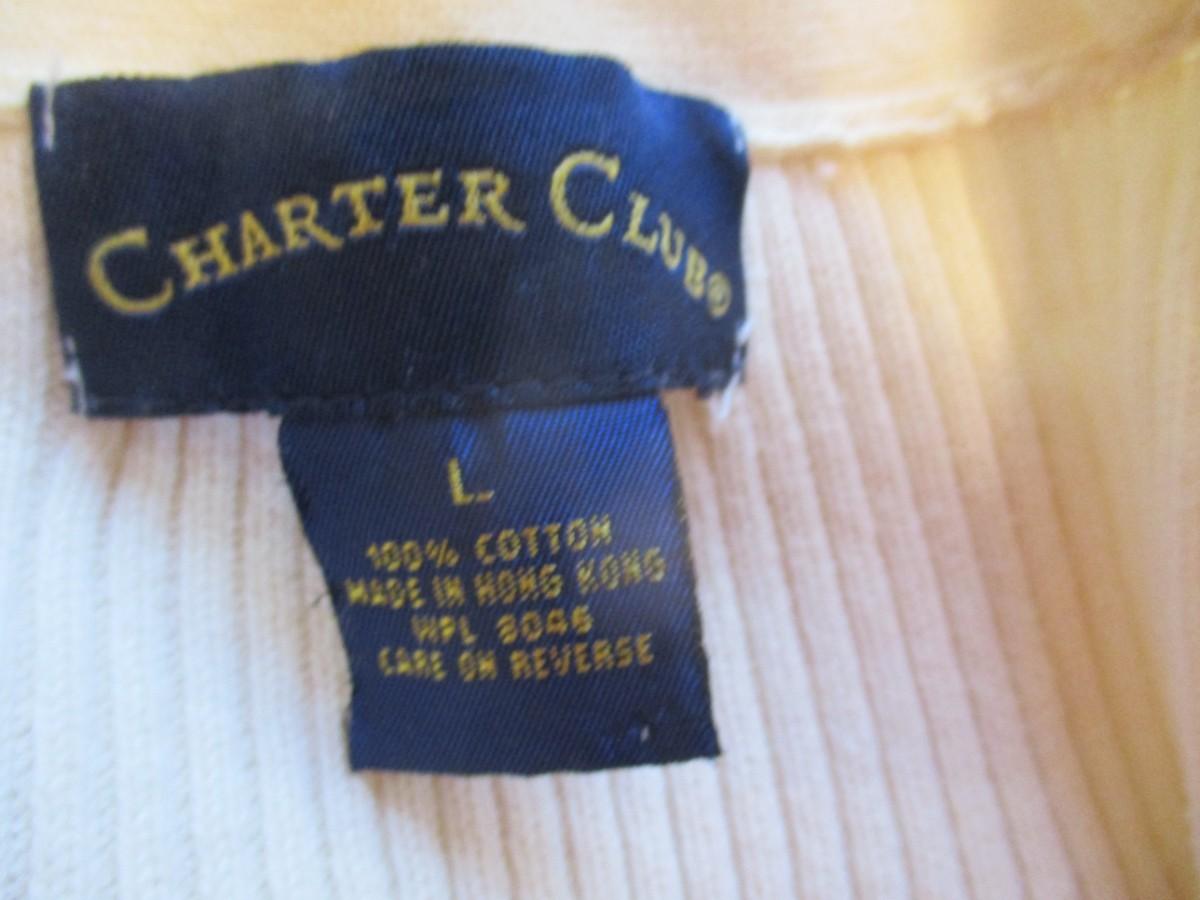 CHARTER CLUB®
L
100% COTTON
MADE IN HONG KONG
WPL 8046
CARE ON REVERSE